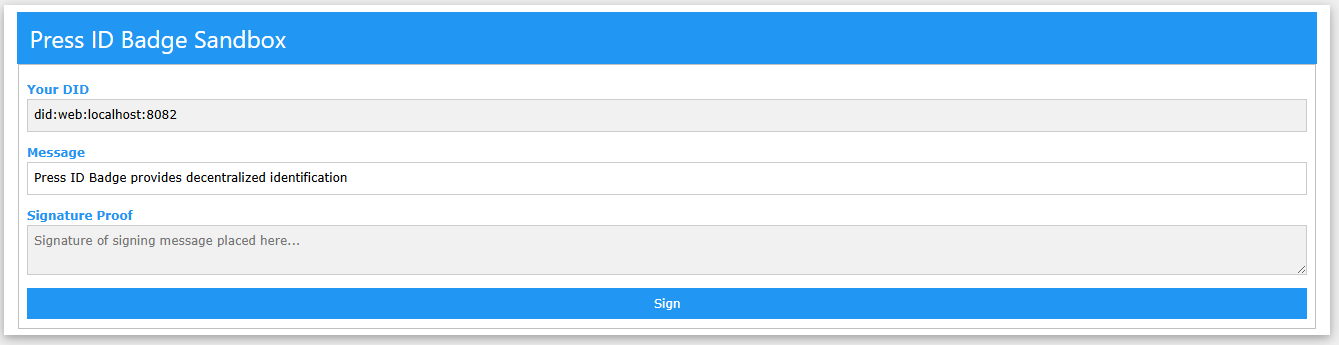 Press ID Badge Sandbox
Your DID
did:web:localhost:8082
Message
Press ID Badge provides decentralized identification
Signature Proof
Signature of signing message placed here...
Sign